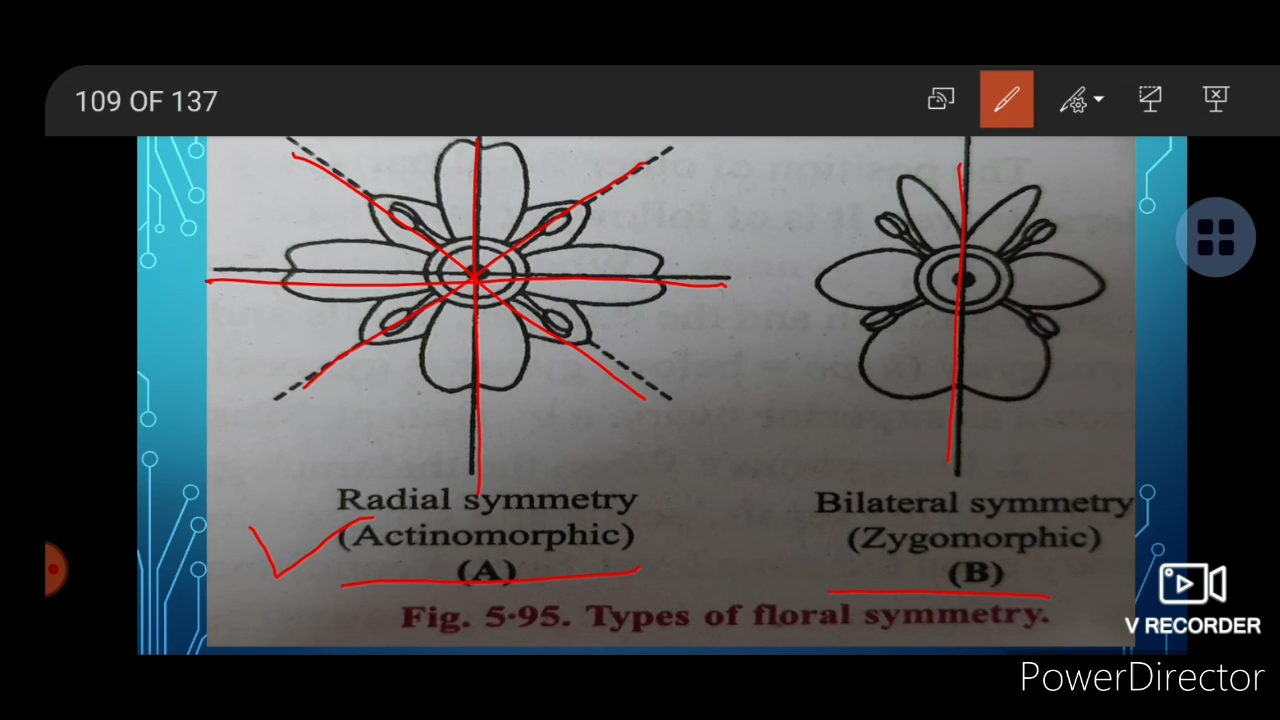 109 OF 137
Radial symmetry
(Actinomorphic)
(A)
Bilateral symmetry
(Zygomorphic)
(B)
Fig. 5·95. Types of floral symmetry.
V RECORDER
PowerDirector